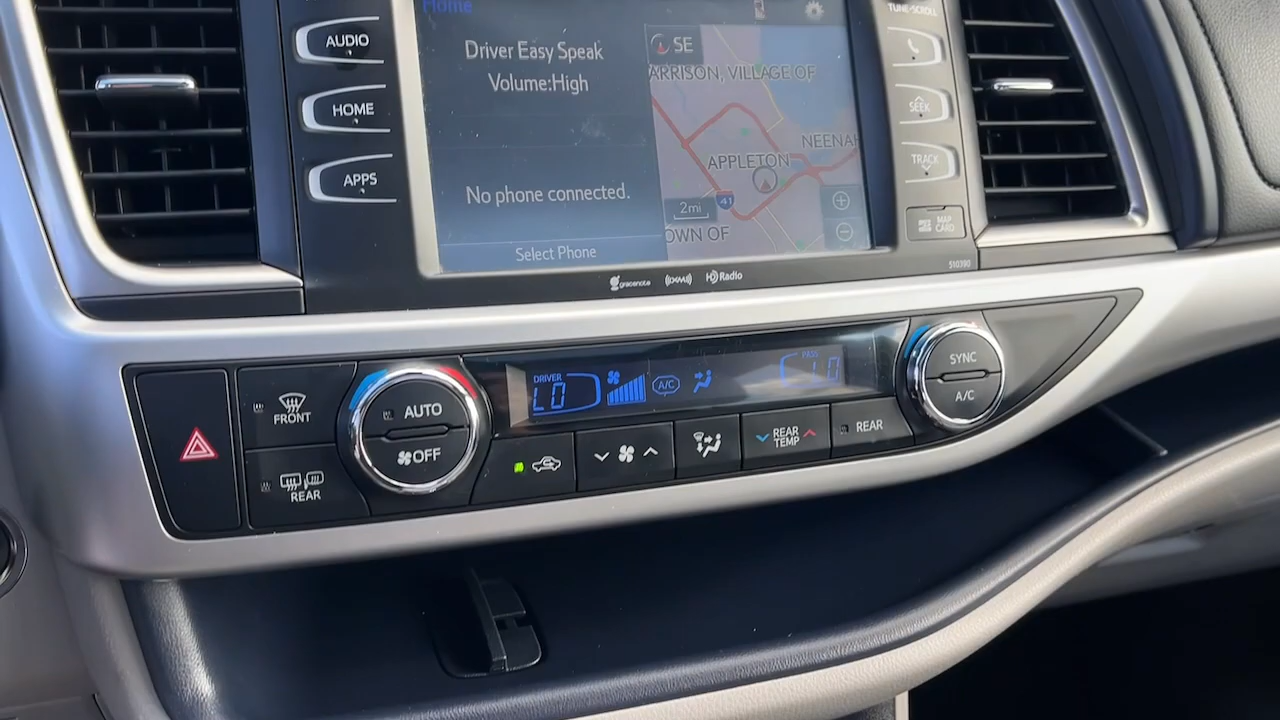 Home
TUNE•SCROLL
AUDIO
HOME
APPS
Driver Easy Speak
Volume:High
No phone connected.
Select Phone
SE
ARRISON, VILLAGE OF
NEENAH
APPLETON
41
2mi
OWN OF
SEEK
TRACK
MAP
CARD
510390
gracenote
((SXM))
HD Radio
FRONT
REAR
AUTO
OFF
DRIVER
LO
A/C
PASS
LO
REAR
TEMP
REAR
SYNC
A/C